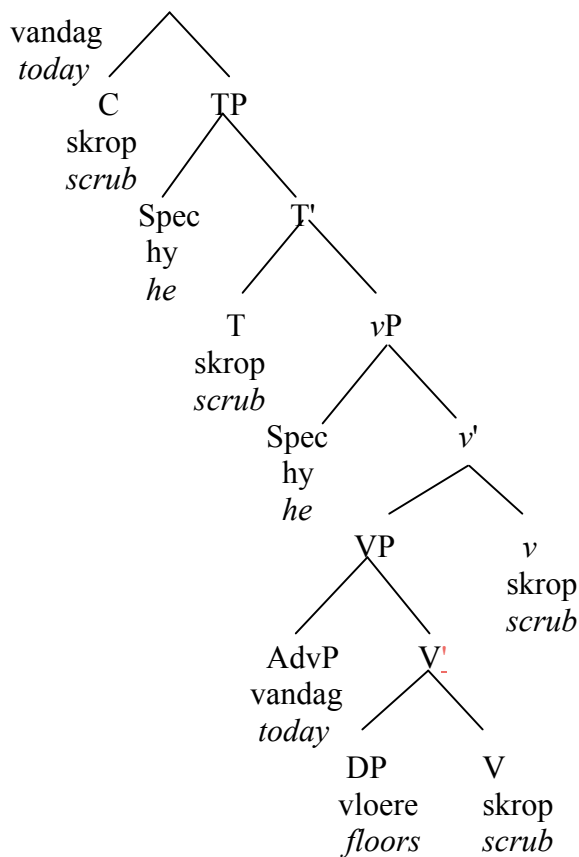 vandag
today
C TP
skrop
scrub
Spec T'
hy
he
T vP
skrop
scrub
Spec v'
hy
he
VP v
skrop
scrub
AdvP V'
vandag
today
DP V
vloere skrop
floors scrub